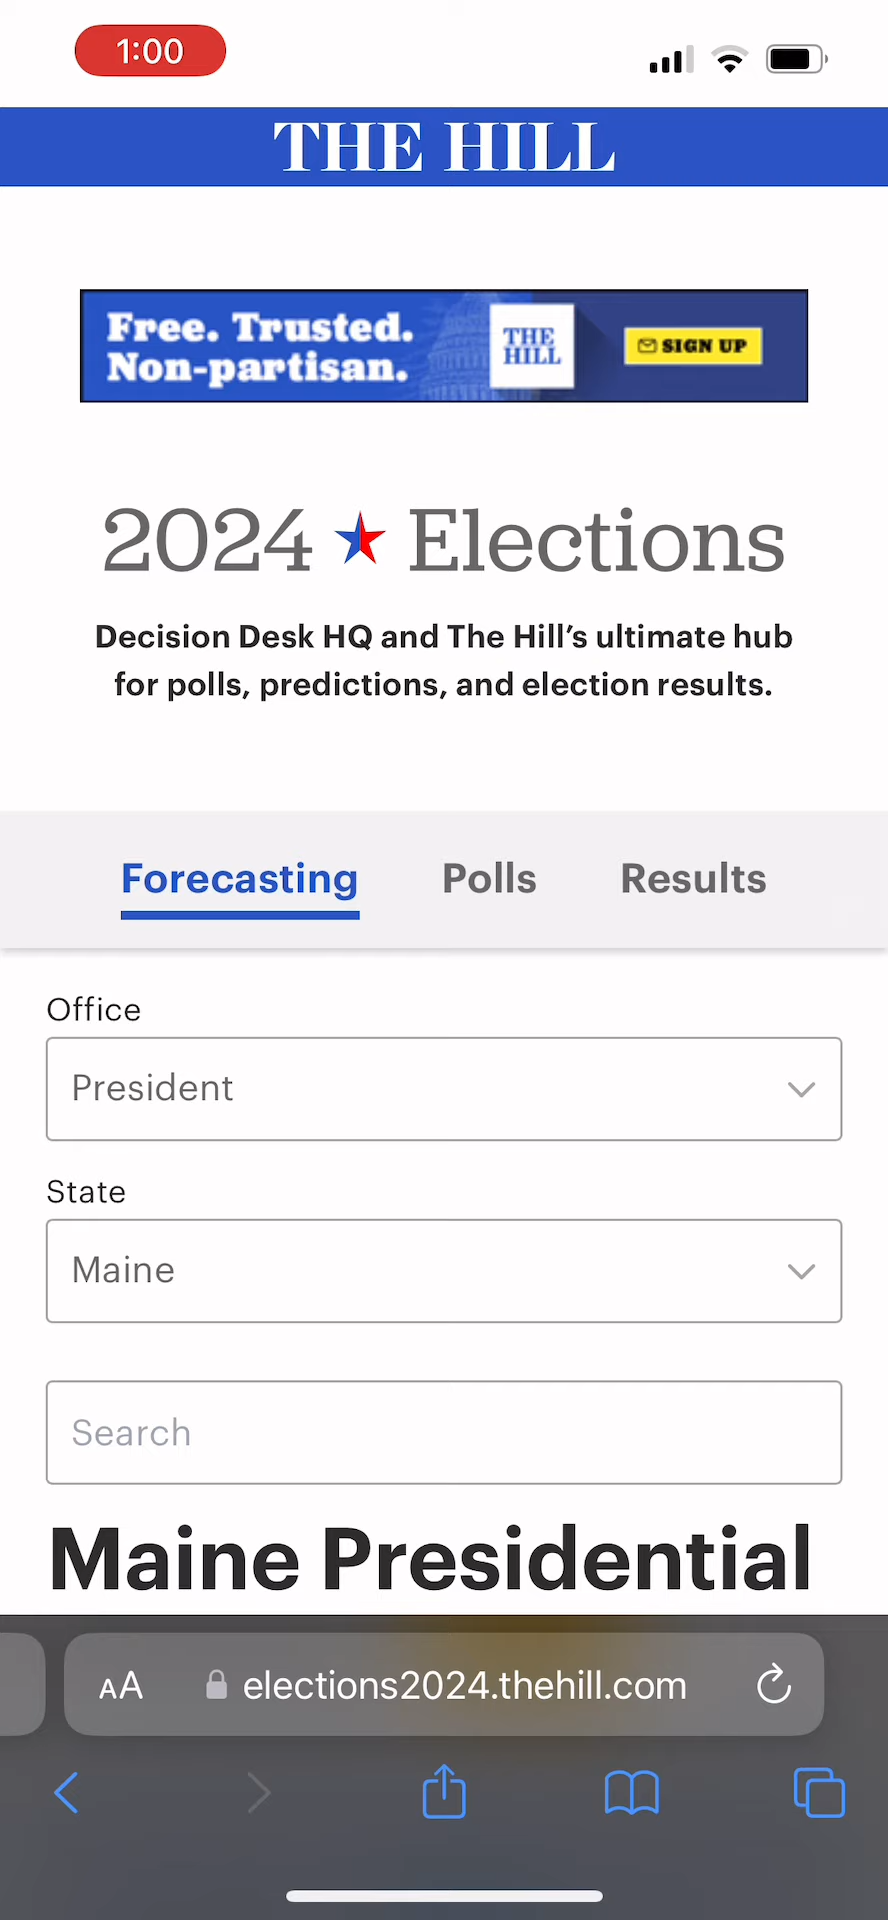 1:00
THE HILL
Free. Trusted.
Non-partisan.
THE
HILL
SIGN UP
2024 Elections
Decision Desk HQ and The Hill’s ultimate hub
for polls, predictions, and election results.
Forecasting Polls Results
Office
President
State
Maine
Search
Maine Presidential
AA elections2024.thehill.com